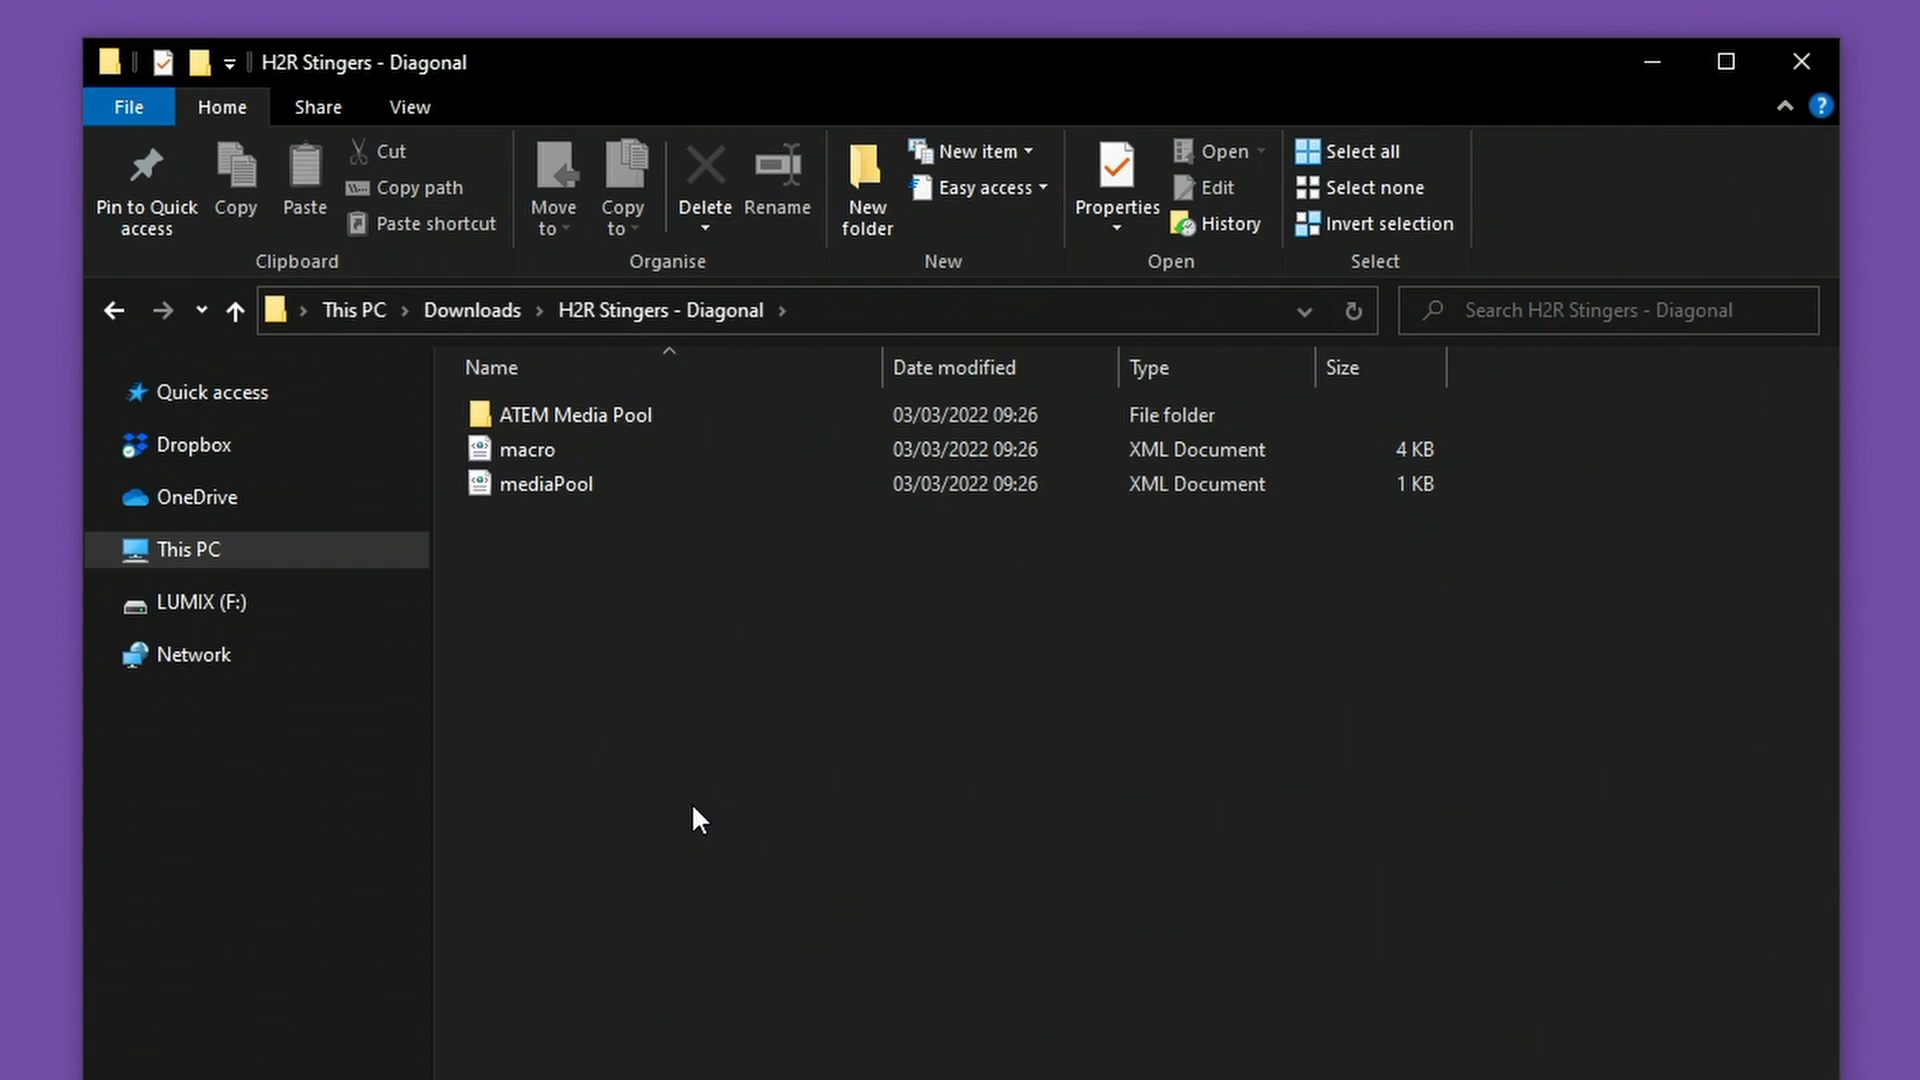 H2R Stingers - Diagonal
File Home Share View
Pin to Quick access
Copy
Paste
Cut
Copy path
Paste shortcut
Clipboard
Move to
Copy to
Delete
Rename
Organise
New folder
New item
Easy access
New
Properties
Open
Edit
History
Open
Select all
Select none
Invert selection
Select
This PC > Downloads > H2R Stingers - Diagonal >
Search H2R Stingers - Diagonal
Quick access
Dropbox
OneDrive
This PC
LUMIX (F:)
Network
Name Date modified Type Size
ATEM Media Pool 03/03/2022 09:26 File folder
macro 03/03/2022 09:26 XML Document 4 KB
mediaPool 03/03/2022 09:26 XML Document 1 KB